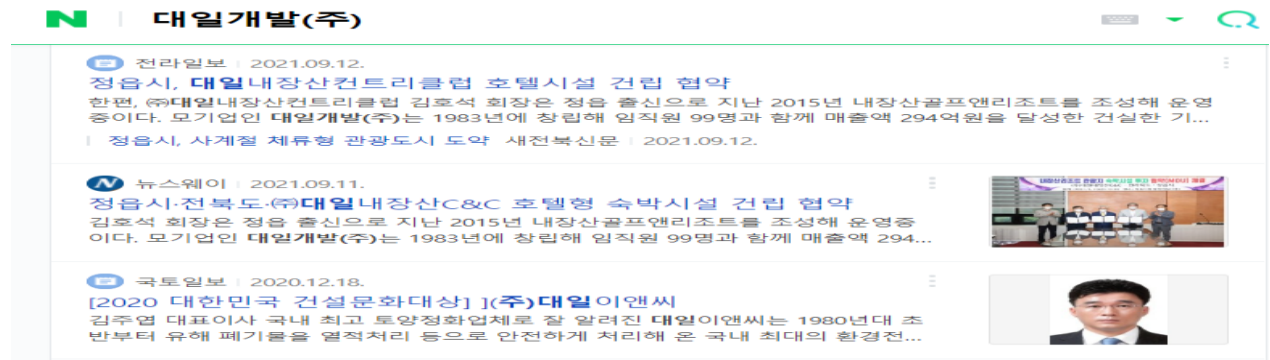 N 대일개발(주)
전라일보 2021.09.12.
정읍시, 대일내장산컨트리클럽 호텔시설 건립 협약
한편, ㈜대일내장산컨트리클럽 김호석 회장은 정읍 출신으로 지난 2015년 내장산골프앤리조트를 조성해 운영
중이다. 모기업인 대일개발(주)는 1983년에 창립해 임직원 99명과 함께 매출액 294억원을 달성한 건실한 기...
정읍시, 사계절 체류형 관광도시 도약 새전북신문 2021.09.12.
뉴스웨이 2021.09.11.
정읍시·전북도·㈜대일내장산C&C 호텔형 숙박시설 건립 협약
김호석 회장은 정읍 출신으로 지난 2015년 내장산골프앤리조트를 조성해 운영중
이다. 모기업인 대일개발(주)는 1983년에 창립해 임직원 99명과 함께 매출액 294...
국토일보 2020.12.18.
[2020 대한민국 건설문화대상] ](주)대일이앤씨
김주엽 대표이사 국내 최고 토양정화업체로 잘 알려진 대일이앤씨는 1980년대 초
반부터 유해 폐기물을 열적처리 등으로 안전하게 처리해 온 국내 최대의 환경전...